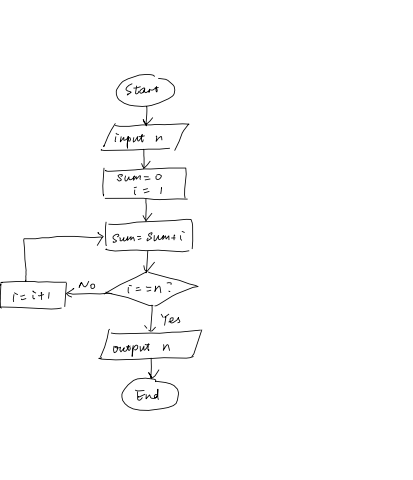 Start
input n
sum=0
i = 1
sum=sum+i
i==n?
No
i=i+1
Yes
output n
End